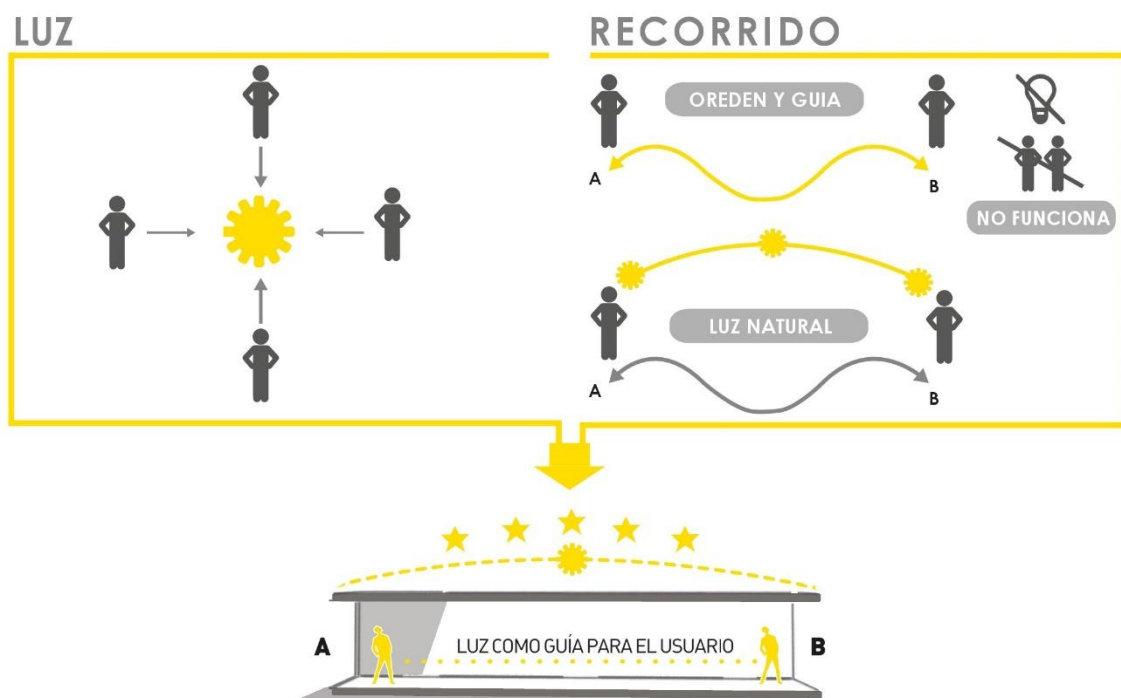 LUZ
RECORRIDO
OREDEN Y GUIA
A
B
NO FUNCIONA
LUZ NATURAL
A
B
A
LUZ COMO GUÍA PARA EL USUARIO
B